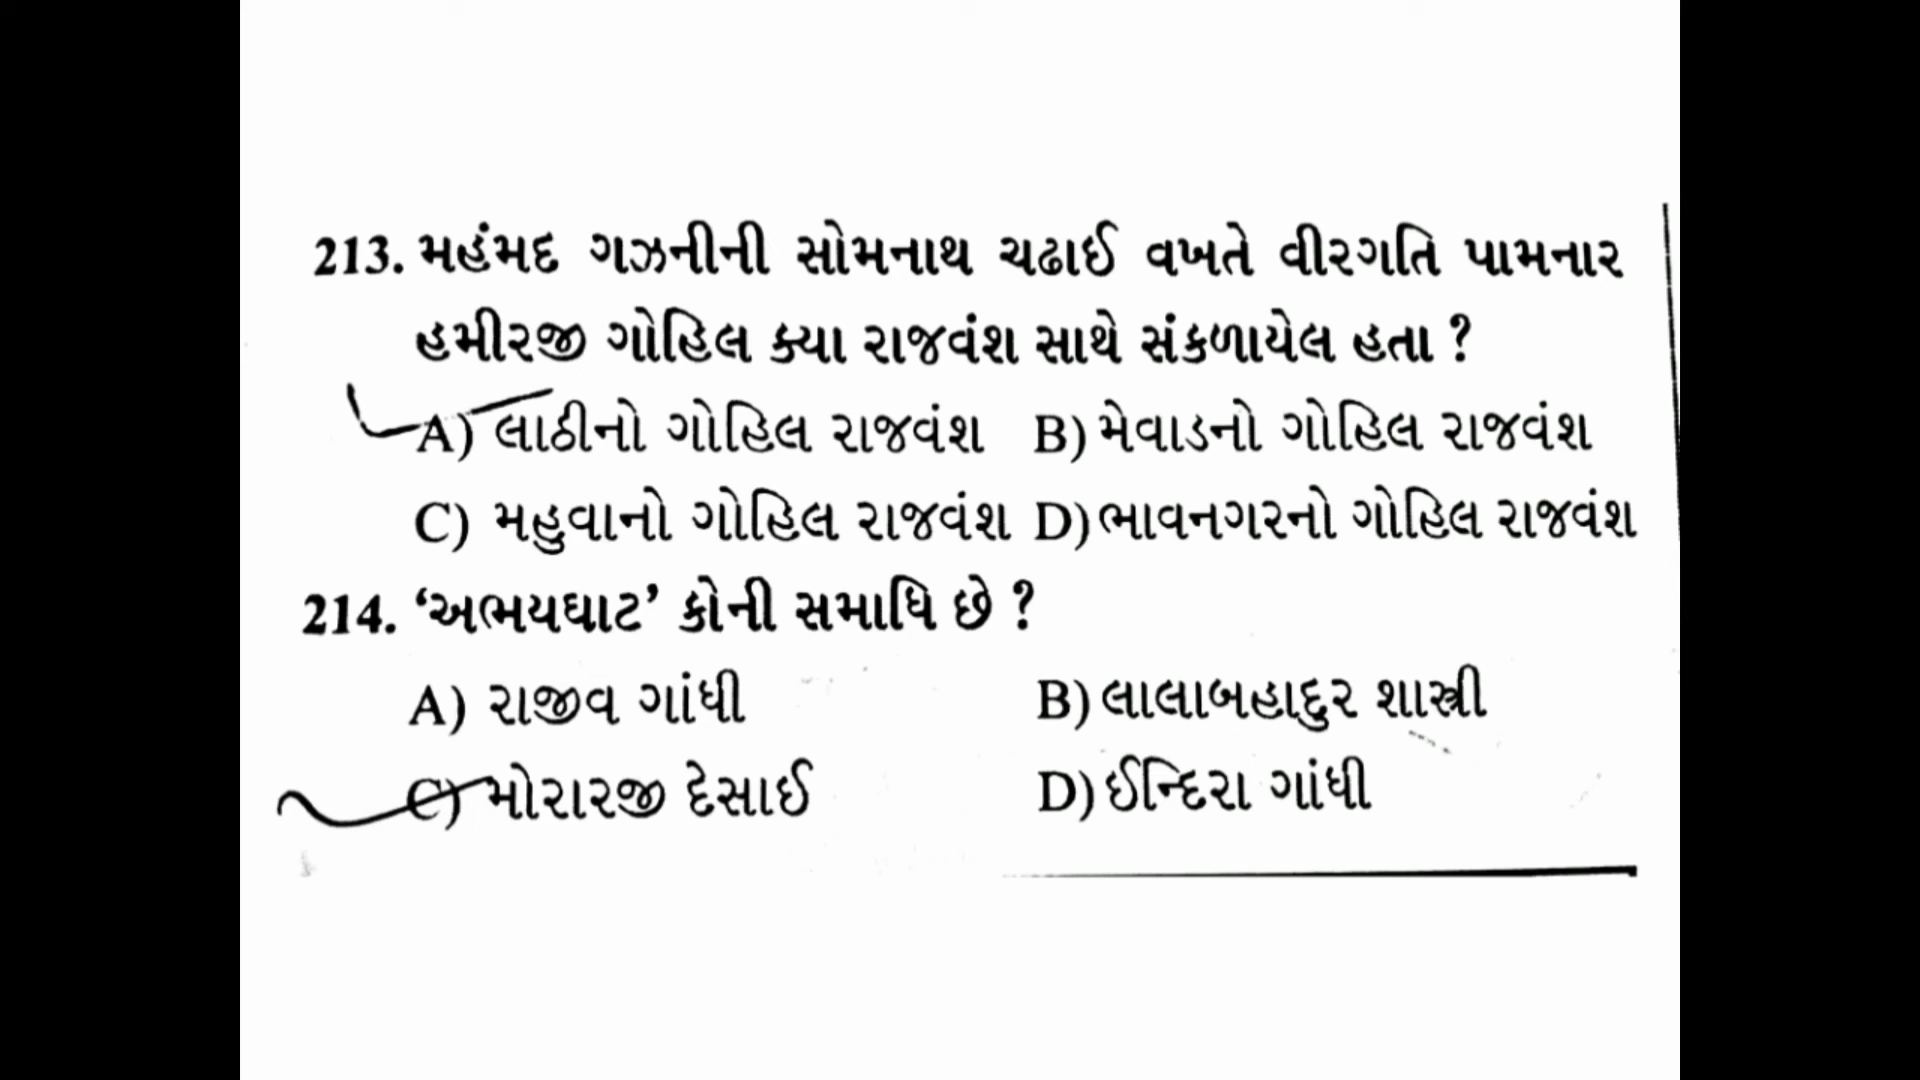 213. મહંમદ ગઝનીની સોમનાથ ચઢાઈ વખતે વીરગતિ પામનાર
હમીરજી ગોહિલ ક્યા રાજવંશ સાથે સંકળાયેલ હતા ?
A) લાઠીનો ગોહિલ રાજવંશ B) મેવાડનો ગોહિલ રાજવંશ
C) મહુવાનો ગોહિલ રાજવંશ D) ભાવનગરનો ગોહિલ રાજવંશ
214. ‘અભયઘાટ’ કોની સમાધિ છે ?
A) રાજીવ ગાંધી B) લાલાબહાદુર શાસ્ત્રી
C) મોરારજી દેસાઈ D) ઈન્દિરા ગાંધી